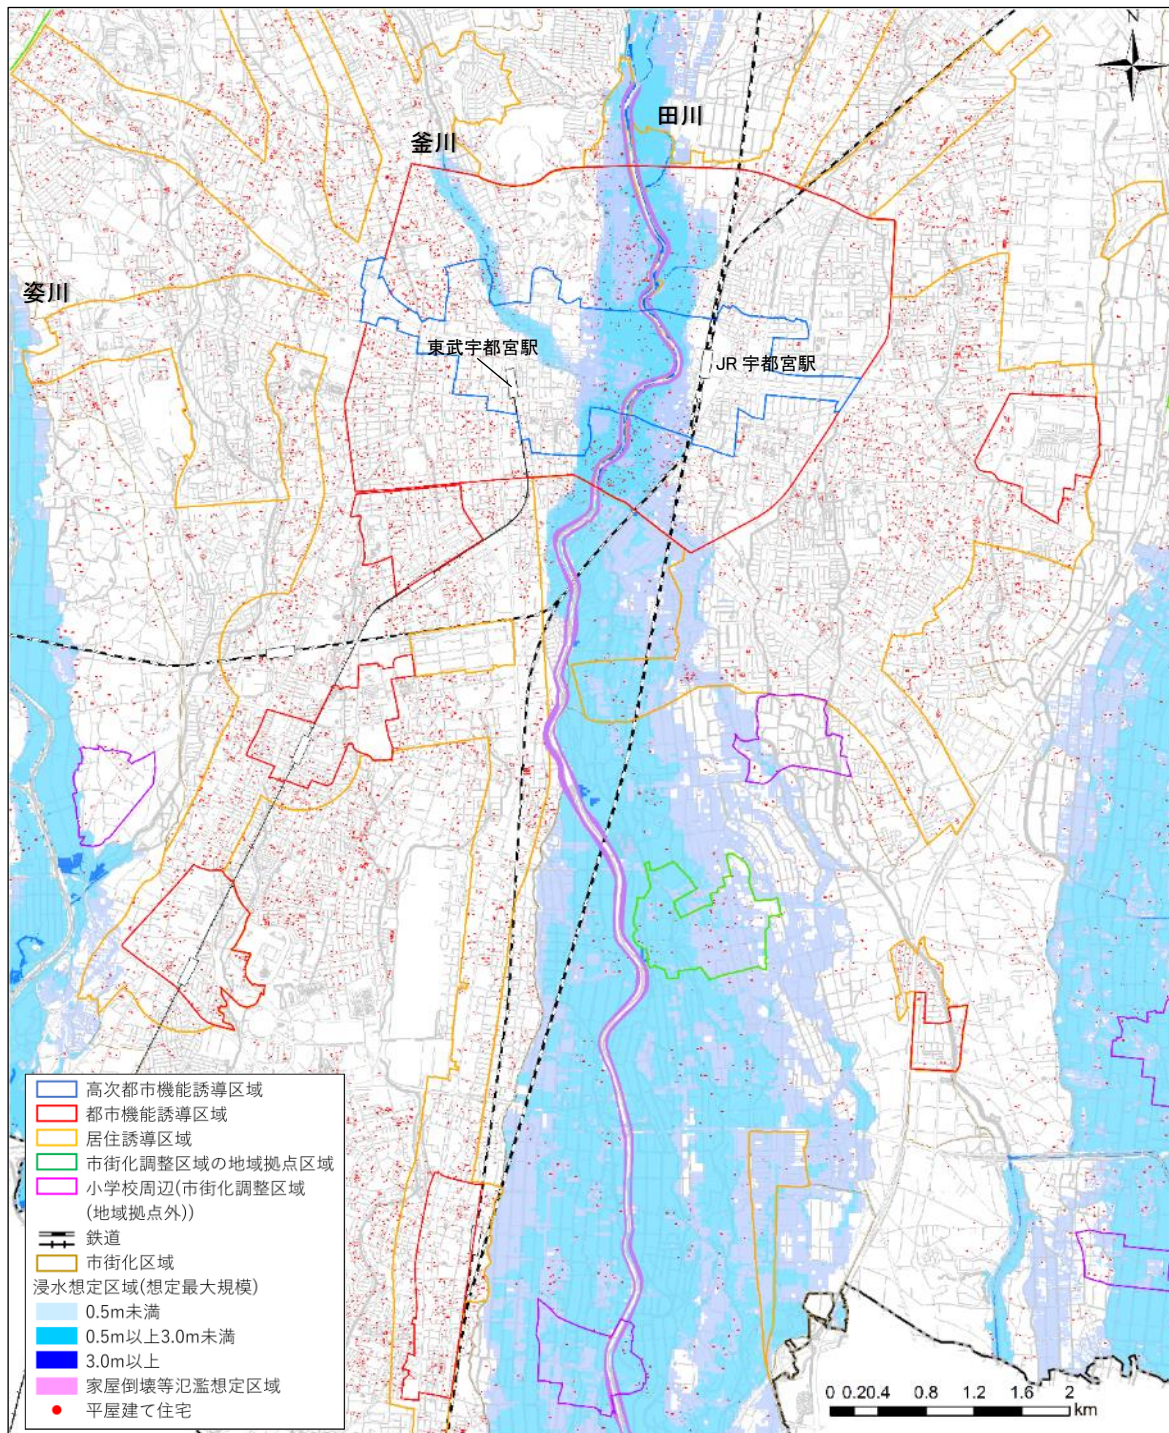 N
田川
釜川
姿川
東武宇都宮駅
JR 宇都宮駅
高次都市機能誘導区域
都市機能誘導区域
居住誘導区域
市街化調整区域の地域拠点区域
小学校周辺(市街化調整区域
(地域拠点外))
鉄道
市街化区域
浸水想定区域(想定最大規模)
0.5m未満
0.5m以上3.0m未満
3.0m以上
家屋倒壊等氾濫想定区域
平屋建て住宅
0 0.20.4 0.8 1.2 1.6 2
km